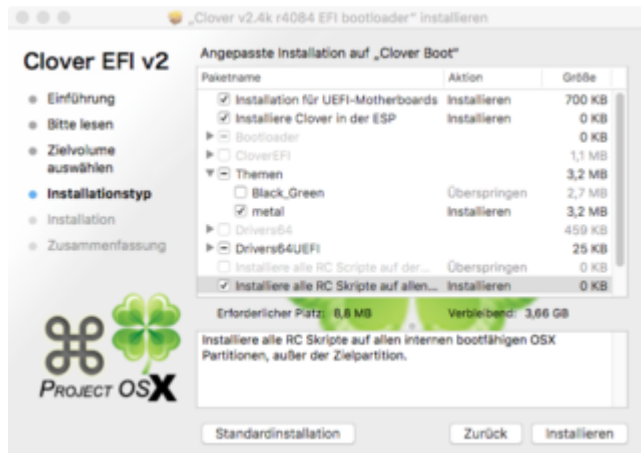 „Clover v2.4k r4084 EFI bootloader“ installieren
Clover EFI v2
Angepasste Installation auf „Clover Boot“
Paketname Aktion Größe
Einführung
Bitte lesen
Zielvolume
auswählen
Installationstyp
Installation
Zusammenfassung
Installation für UEFI-Motherboards Installieren 700 KB
Installiere Clover in der ESP Installieren 0 KB
Bootloader 0 KB
CloverEFI 1,1 MB
Themen 3,2 MB
Black_Green Überspringen 2,7 MB
metal Installieren 3,2 MB
Drivers64 459 KB
Drivers64UEFI 25 KB
Installiere alle RC Scripte auf der... Überspringen 0 KB
Installiere alle RC Skripte auf allen... Installieren 0 KB
Erforderlicher Platz: 8,8 MB Verbleibend: 3,66 GB
Installiere alle RC Skripte auf allen internen bootfähigen OSX
Partitionen, außer der Zielpartition.
PROJECT OSX
Standardinstallation Zurück Installieren